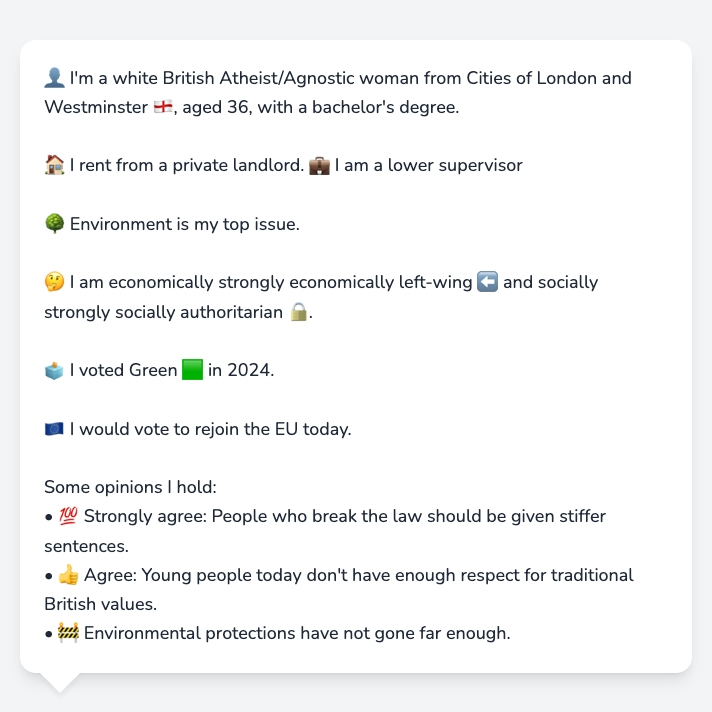 👤 I'm a white British Atheist/Agnostic woman from Cities of London and
Westminster 🏴󠁧󠁢󠁥󠁮󠁧󠁿, aged 36, with a bachelor's degree.
🏠 I rent from a private landlord. 💼 I am a lower supervisor
🌳 Environment is my top issue.
🤔 I am economically strongly economically left-wing ⬅️ and socially
strongly socially authoritarian 🔒.
🗳️ I voted Green 🟩 in 2024.
🇪🇺 I would vote to rejoin the EU today.
Some opinions I hold:
• 💯 Strongly agree: People who break the law should be given stiffer
sentences.
• 👍 Agree: Young people today don't have enough respect for traditional
British values.
• 🚧 Environmental protections have not gone far enough.